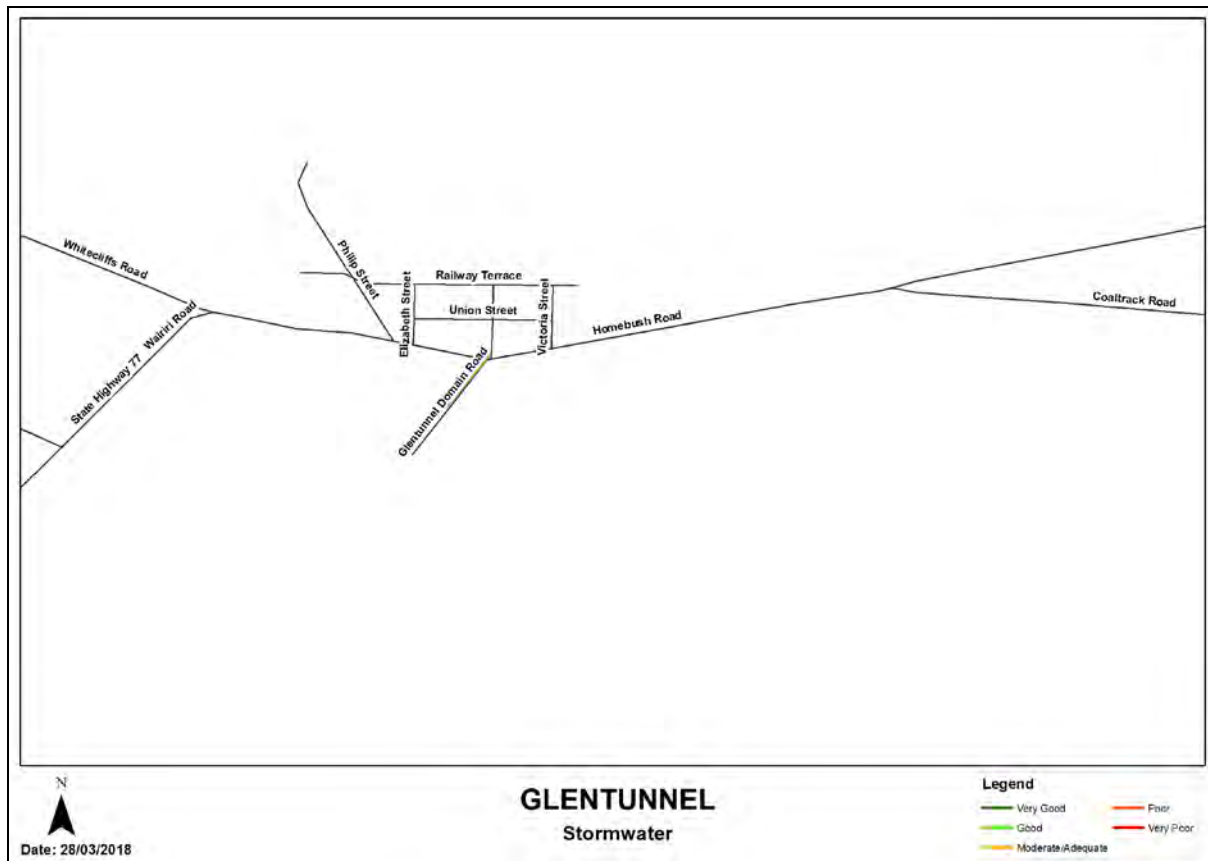 Whitecliffs Road
State Highway 77 Wairiri Road
Philip Street
Railway Terrace
Elizabeth Street
Union Street
Victoria Street
Homebush Road
Coaltrack Road
Glentunnel Domain Road
N
Date: 28/03/2018
GLENTUNNEL
Stormwater
Legend
Very Good
Good
Moderate/Adequate
Poor
Very Poor